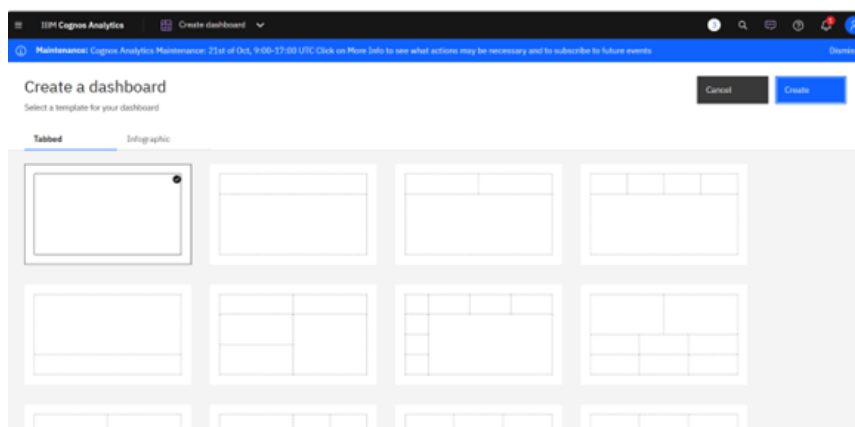 IBM Cognos Analytics
Create dashboard
Maintenance: Cognos Analytics Maintenance: 21st of Oct, 9:00-17:00 UTC Click on More Info to see what actions may be necessary and to subscribe to future events
Dismis
Create a dashboard
Cancel
Create
Select a template for your dashboard
Tabbed
Infographic